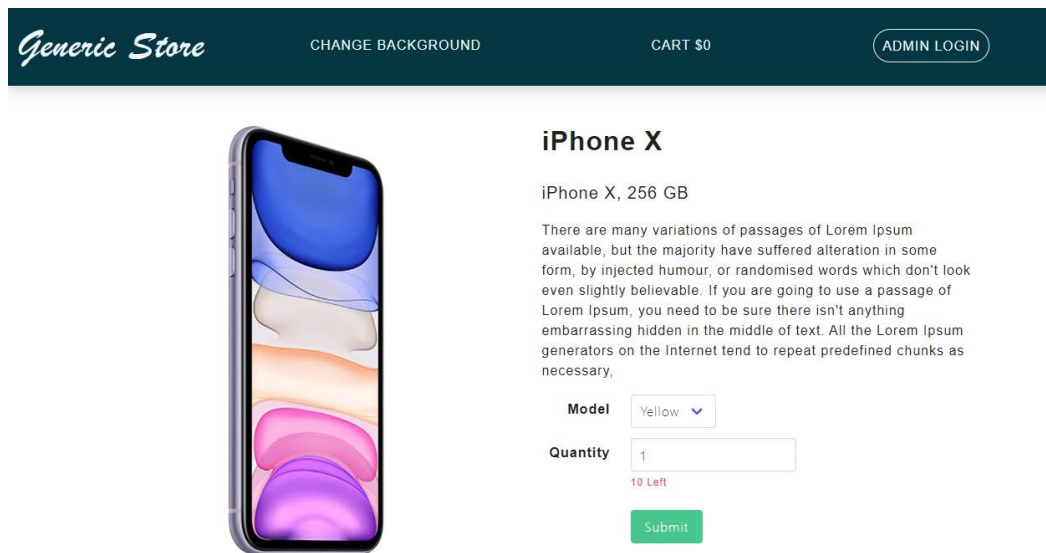 Generic Store
CHANGE BACKGROUND
CART $0
ADMIN LOGIN
iPhone X
iPhone X, 256 GB
There are many variations of passages of Lorem Ipsum
available, but the majority have suffered alteration in some
form, by injected humour, or randomised words which don't look
even slightly believable. If you are going to use a passage of
Lorem Ipsum, you need to be sure there isn't anything
embarrassing hidden in the middle of text. All the Lorem Ipsum
generators on the Internet tend to repeat predefined chunks as
necessary,
Model
Yellow
Quantity
1
10 Left
Submit